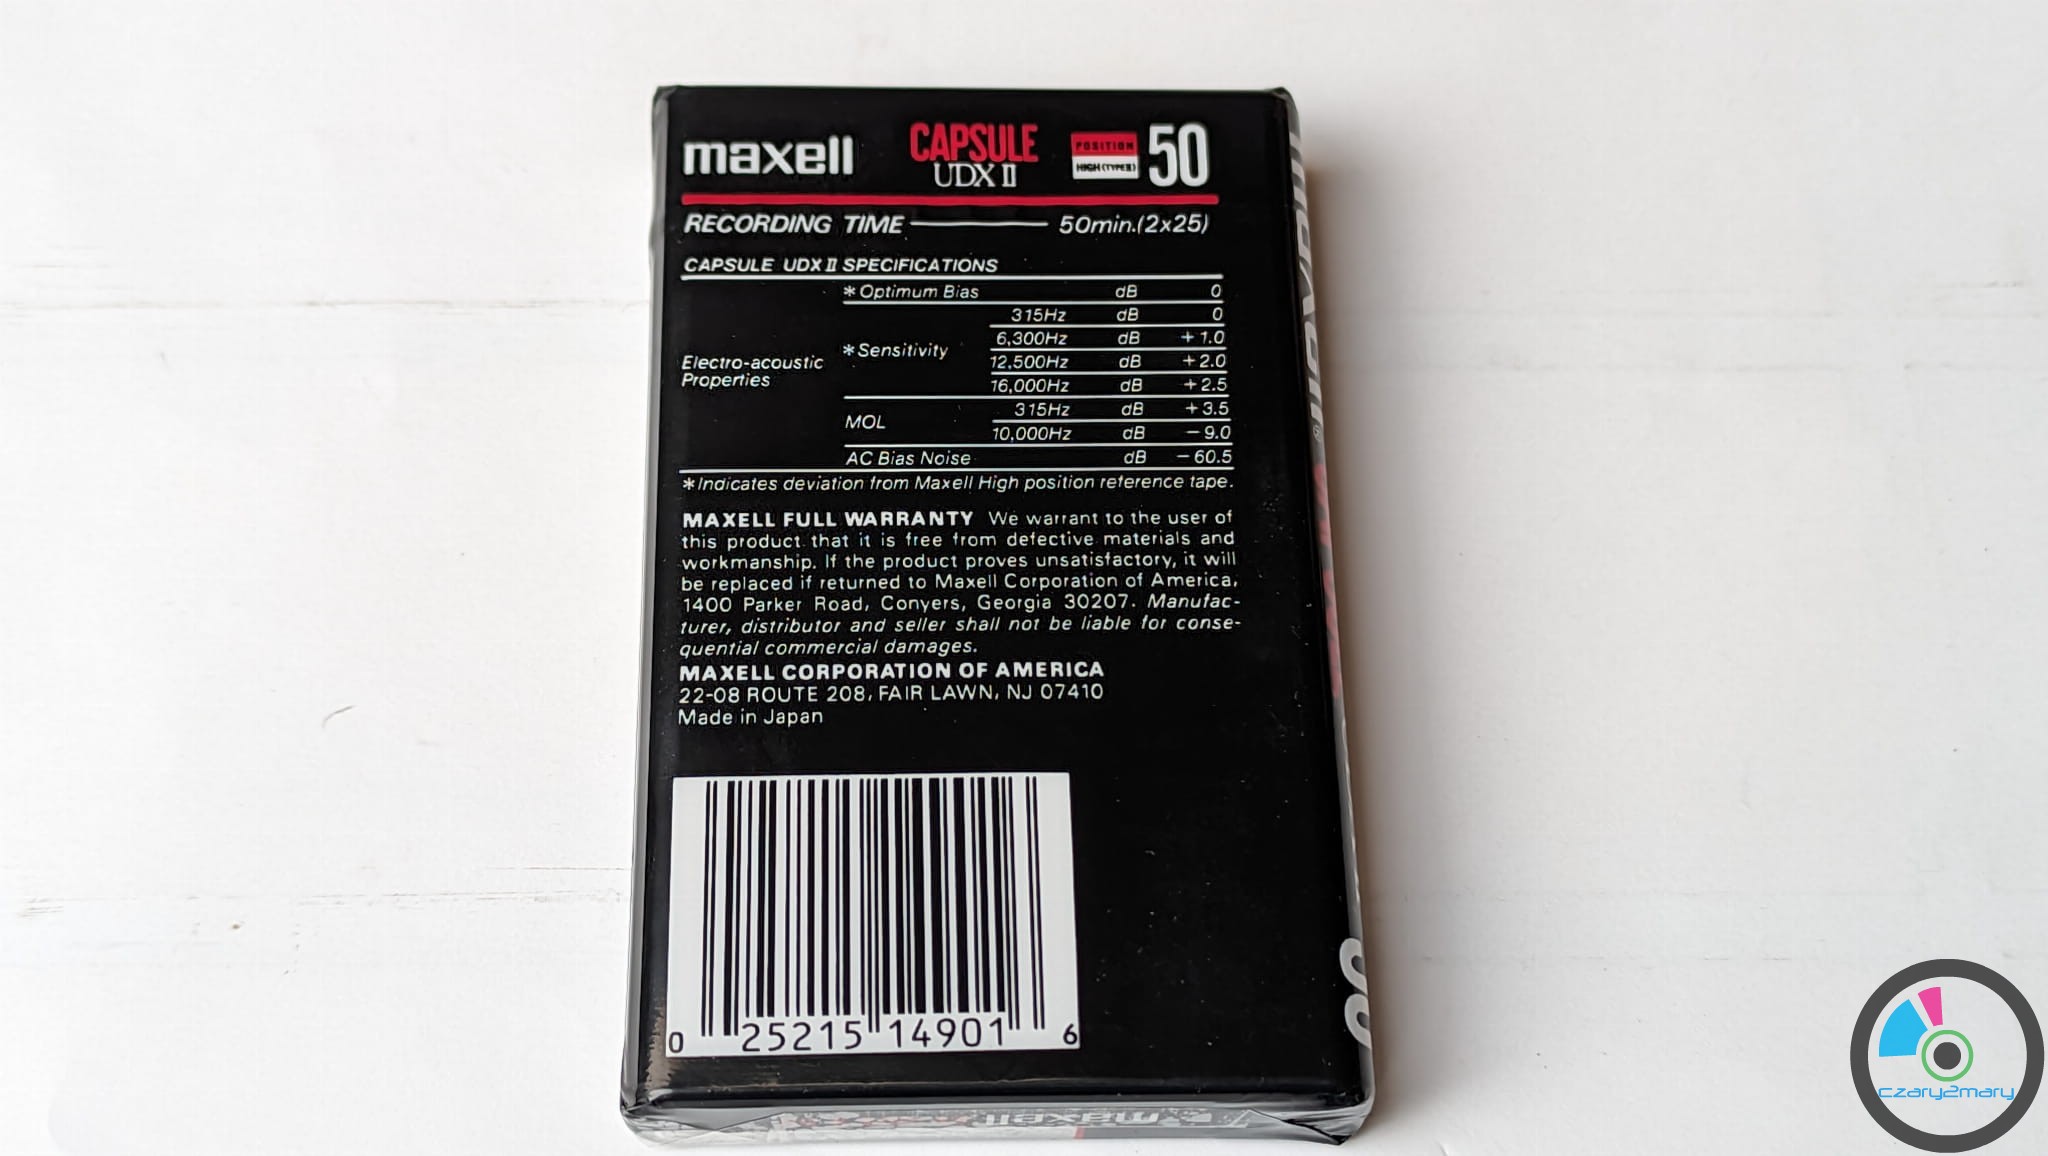 maxell CAPSULE UDX II POSITION HIGH (TYPE II) 50
RECORDING TIME 50min.(2x25)
CAPSULE UDX II SPECIFICATIONS
Electro-acoustic Properties
*Optimum Bias dB 0
*Sensitivity 315Hz dB 0
6,300Hz dB +1.0
12,500Hz dB +2.0
16,000Hz dB +2.5
MOL 315Hz dB +3.5
10,000Hz dB -9.0
AC Bias Noise dB -60.5
*Indicates deviation from Maxell High position reference tape.
MAXELL FULL WARRANTY We warrant to the user of
this product that it is free from defective materials and
workmanship. If the product proves unsatisfactory, it will
be replaced if returned to Maxell Corporation of America,
1400 Parker Road, Conyers, Georgia 30207. Manufac-
turer, distributor and seller shall not be liable for conse-
quential commercial damages.
MAXELL CORPORATION OF AMERICA
22-08 ROUTE 208, FAIR LAWN, NJ 07410
Made in Japan
0 25215 14901 6
maxell
czary2mary